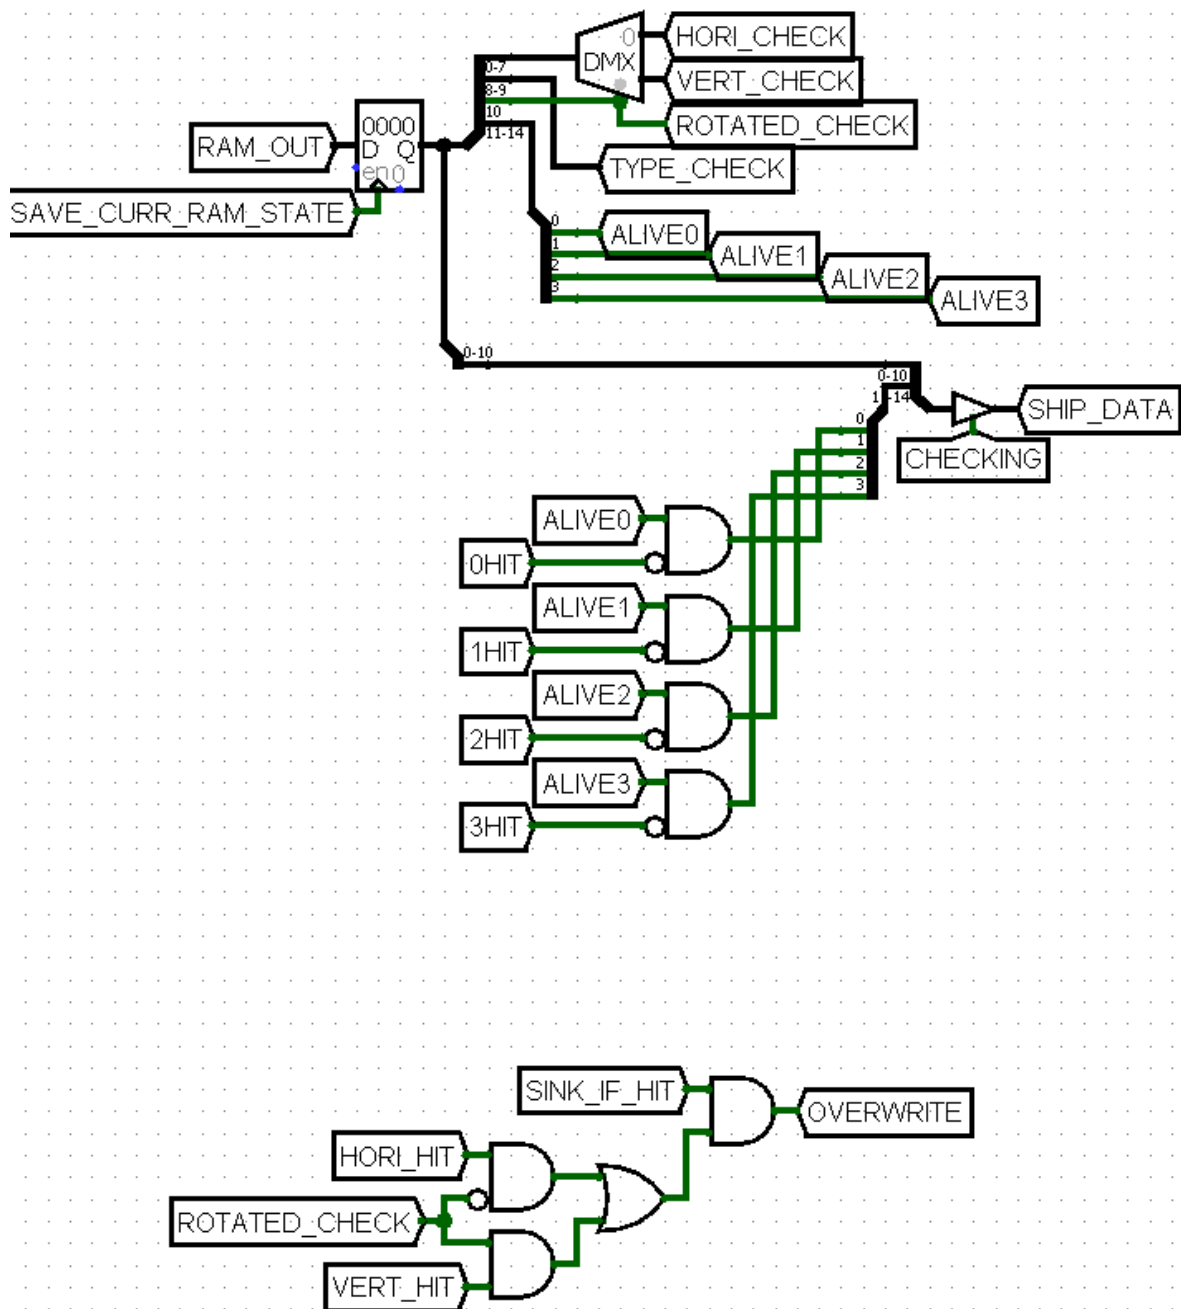 0
HORI_CHECK
DMX
0-7
VERT_CHECK
8-9
10
ROTATED_CHECK
11-14
0000
RAM_OUT
D Q
en 0
TYPE_CHECK
SAVE_CURR_RAM_STATE
0
ALIVE0
1
ALIVE1
2
ALIVE2
3
ALIVE3
0-10
0-10
-14
SHIP_DATA
0
1
CHECKING
2
3
ALIVE0
0HIT
ALIVE1
1HIT
ALIVE2
2HIT
ALIVE3
3HIT
SINK_IF_HIT
OVERWRITE
HORI_HIT
ROTATED_CHECK
VERT_HIT